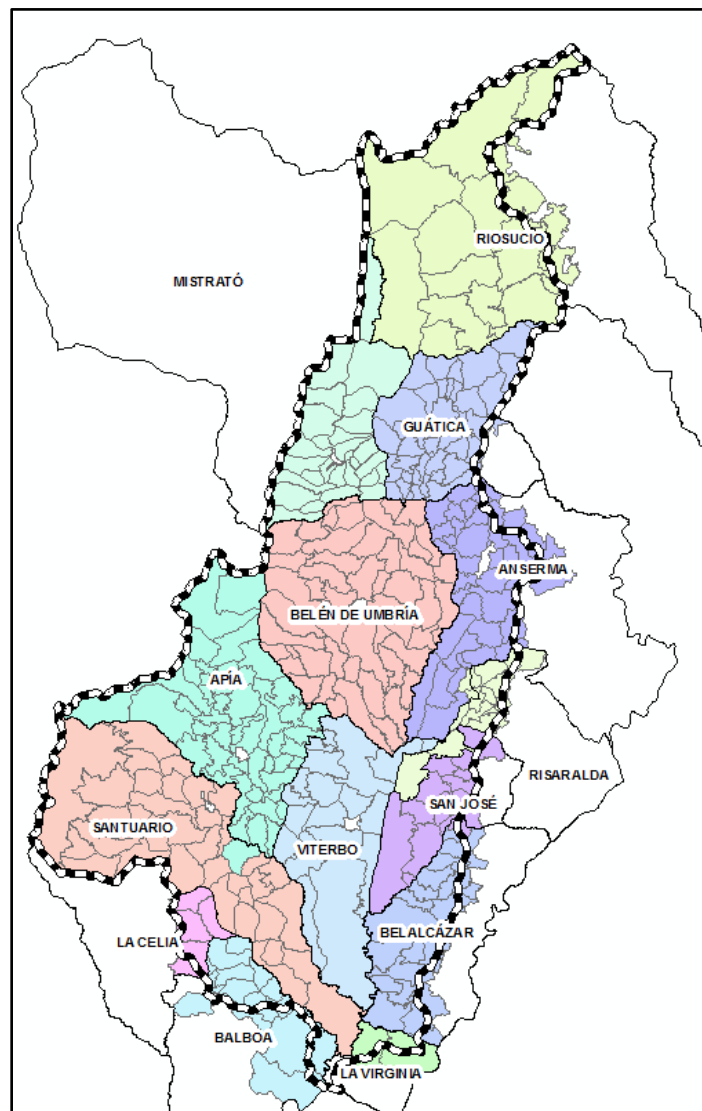 RIOSUCIO
MISTRATÓ
GUÁTICA
ANSERMA
BELÉN DE UMBRÍA
APÍA
RISARALDA
SAN JOSÉ
SANTUARIO
VITERBO
BELALCÁZAR
LA CELIA
BALBOA
LA VIRGINIA